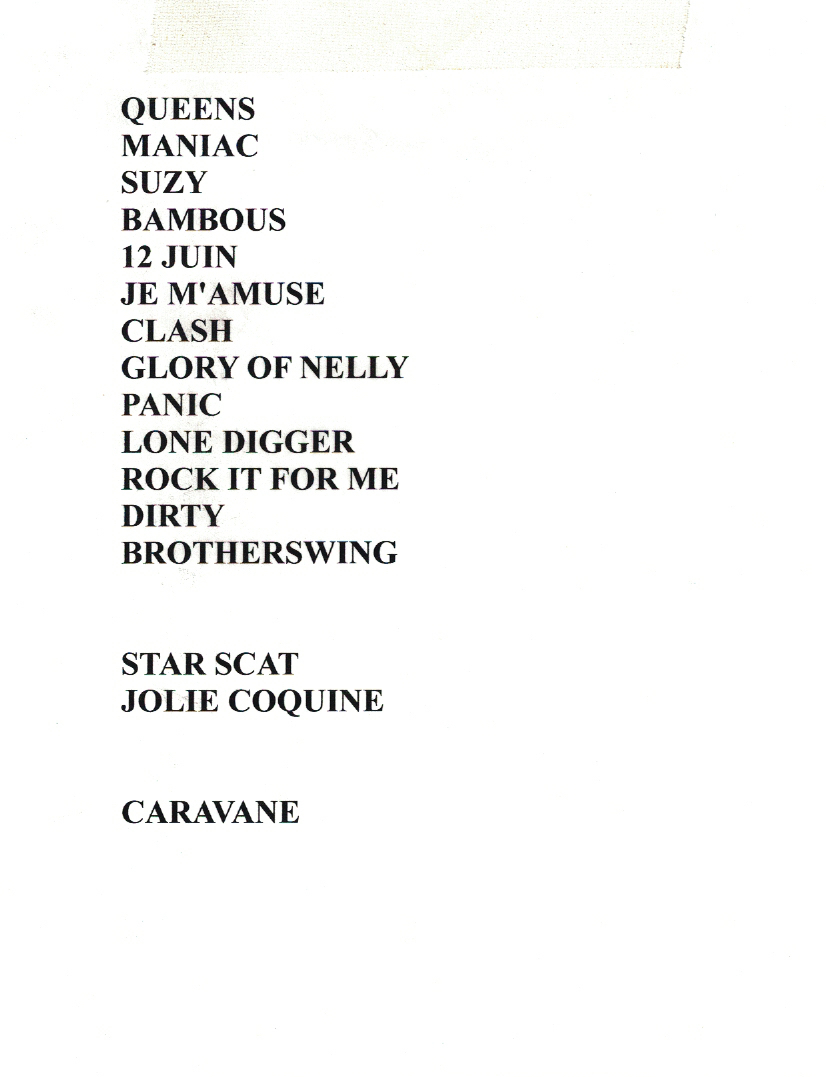 QUEENS
MANIAC
SUZY
BAMBOUS
12 JUIN
JE M'AMUSE
CLASH
GLORY OF NELLY
PANIC
LONE DIGGER
ROCK IT FOR ME
DIRTY
BROTHERSWING
STAR SCAT
JOLIE COQUINE
CARAVANE